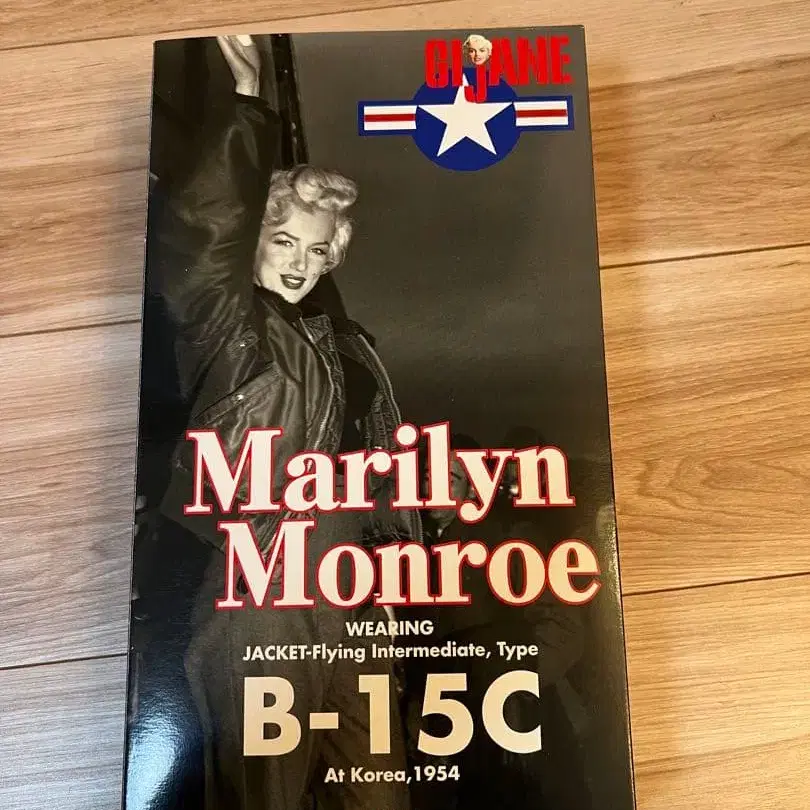 GI JANE
Marilyn
Monroe
WEARING
JACKET-Flying Intermediate, Type
B-15C
At Korea,1954